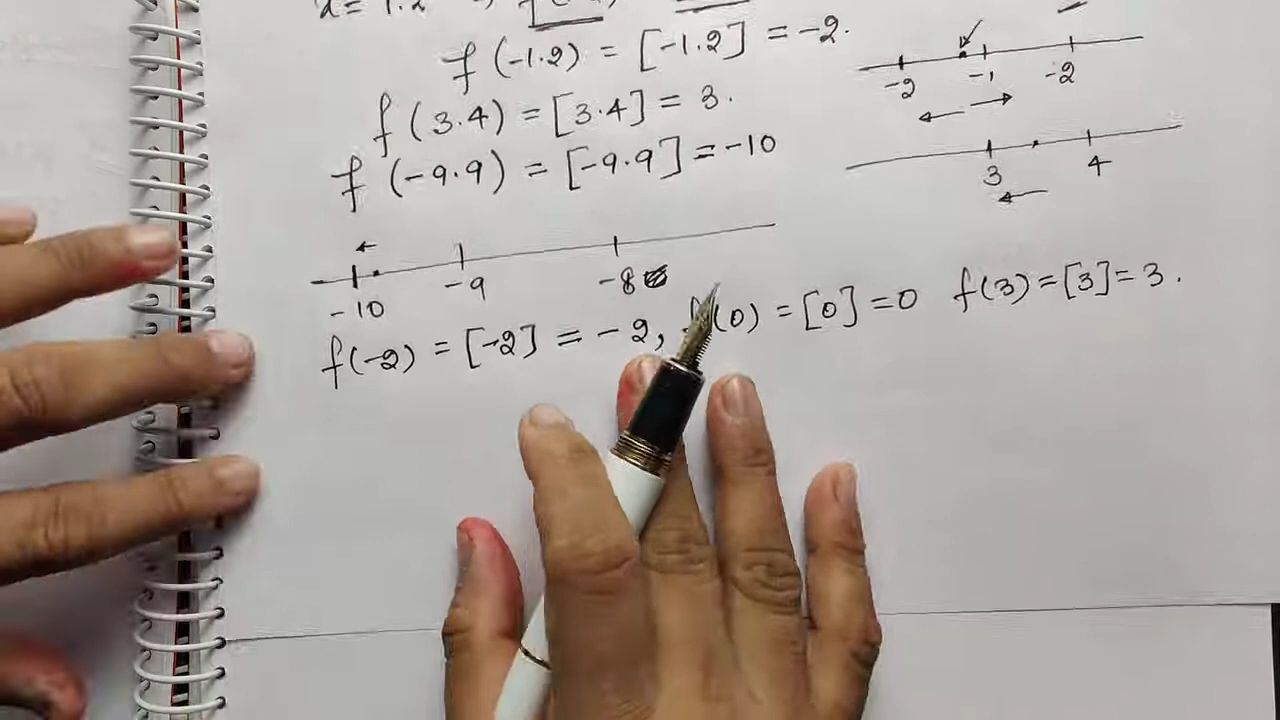 f(-1.2) = [-1.2] = -2.
-2 -1 -2
f(3.4) = [3.4] = 3.
3 4
f(-9.9) = [-9.9] = -10
-10 -9 -8
f(-2) = [-2] = -2, f(0) = [0] = 0 f(3) = [3] = 3.